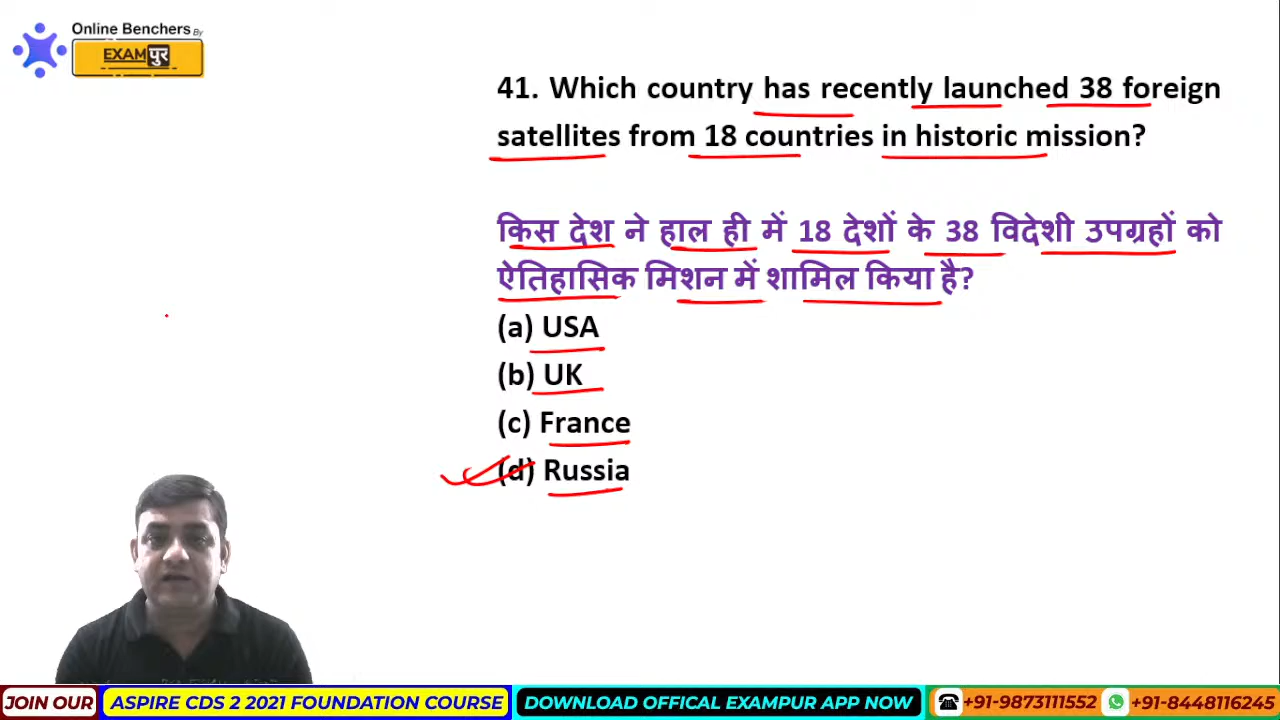 Online Benchers By
EXAMपुर
41. Which country has recently launched 38 foreign
satellites from 18 countries in historic mission?
किस देश ने हाल ही में 18 देशों के 38 विदेशी उपग्रहों को
ऐतिहासिक मिशन में शामिल किया है?
(a) USA
(b) UK
(c) France
(d) Russia
JOIN OUR ASPIRE CDS 2 2021 FOUNDATION COURSE DOWNLOAD OFFICAL EXAMPUR APP NOW +91-9873111552 +91-8448116245